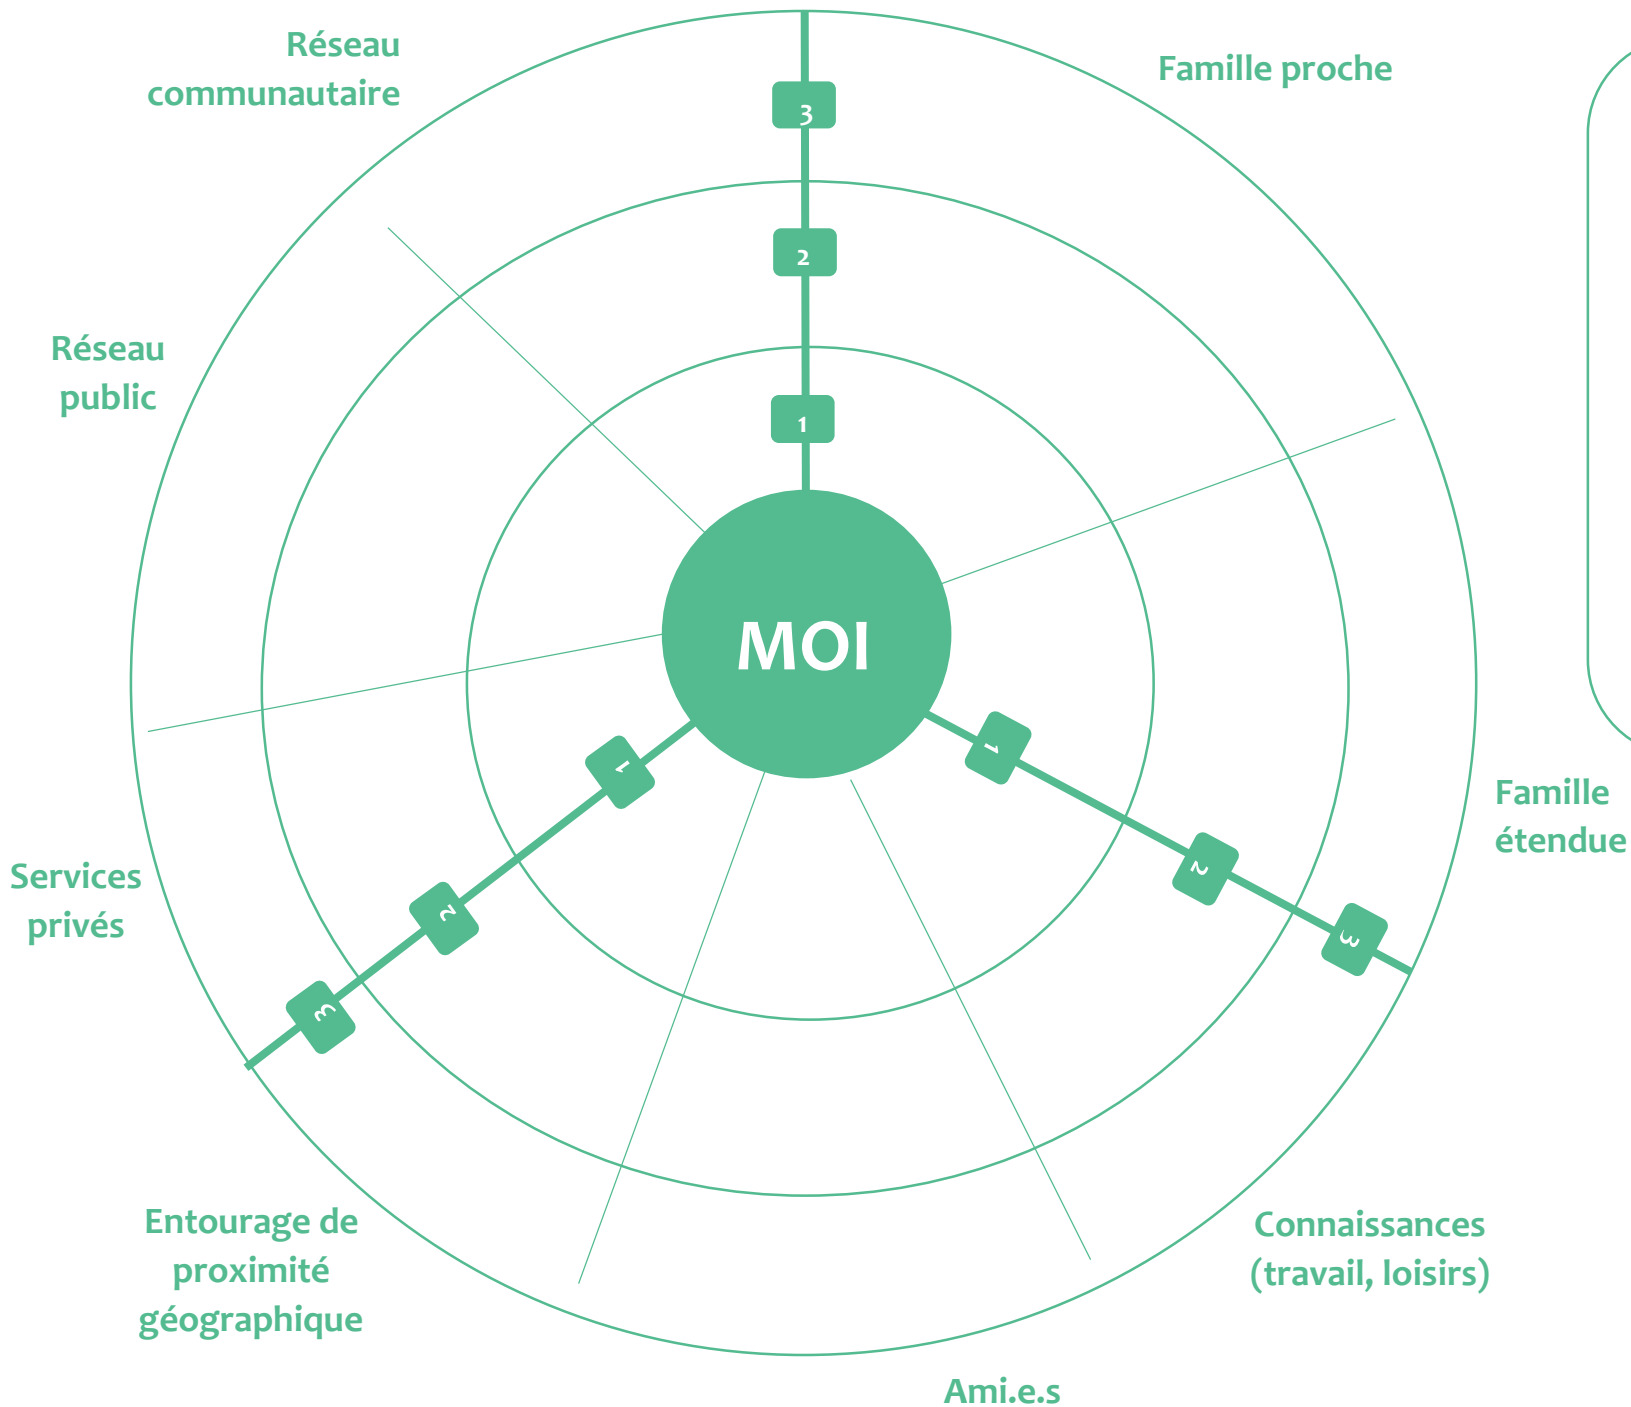 Réseau
communautaire
Famille proche
3
2
Réseau
public
1
MOI
1
2
3
1
2
3
Famille
étendue
Services
privés
Entourage de
proximité
géographique
Connaissances
(travail, loisirs)
Ami.e.s